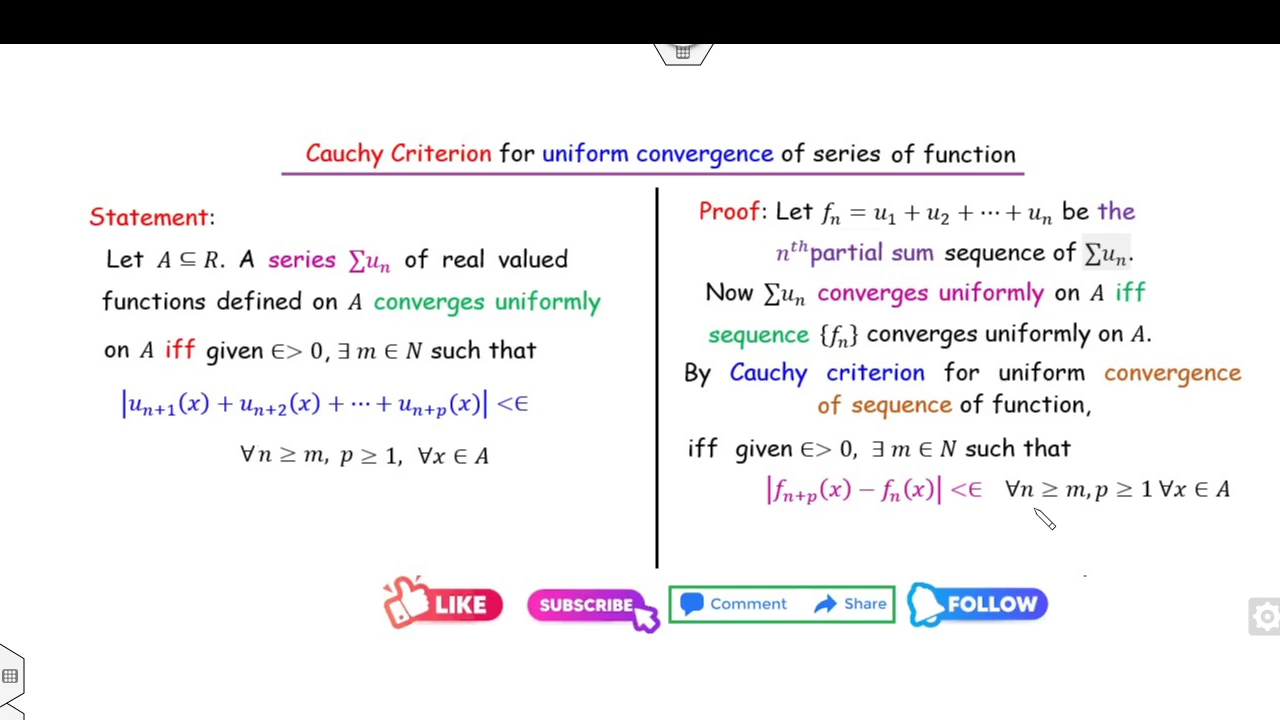 Cauchy Criterion for uniform convergence of series of function
Statement:
Let A ⊆ R. A series ∑uₙ of real valued
functions defined on A converges uniformly
on A iff given ∈> 0, ∃ m ∈ N such that
|uₙ₊₁(x) + uₙ₊₂(x) + ⋯ + uₙ₊ₚ(x)| <∈
∀ n ≥ m, p ≥ 1, ∀x ∈ A
Proof: Let fₙ = u₁ + u₂ + ⋯ + uₙ be the
nᵗʰpartial sum sequence of ∑uₙ.
Now ∑uₙ converges uniformly on A iff
sequence {fₙ} converges uniformly on A.
By Cauchy criterion for uniform convergence
of sequence of function,
iff given ∈> 0, ∃ m ∈ N such that
|fₙ₊ₚ(x) − fₙ(x)| <∈ ∀n ≥ m, p ≥ 1 ∀x ∈ A
LIKE
SUBSCRIBE
Comment Share
FOLLOW